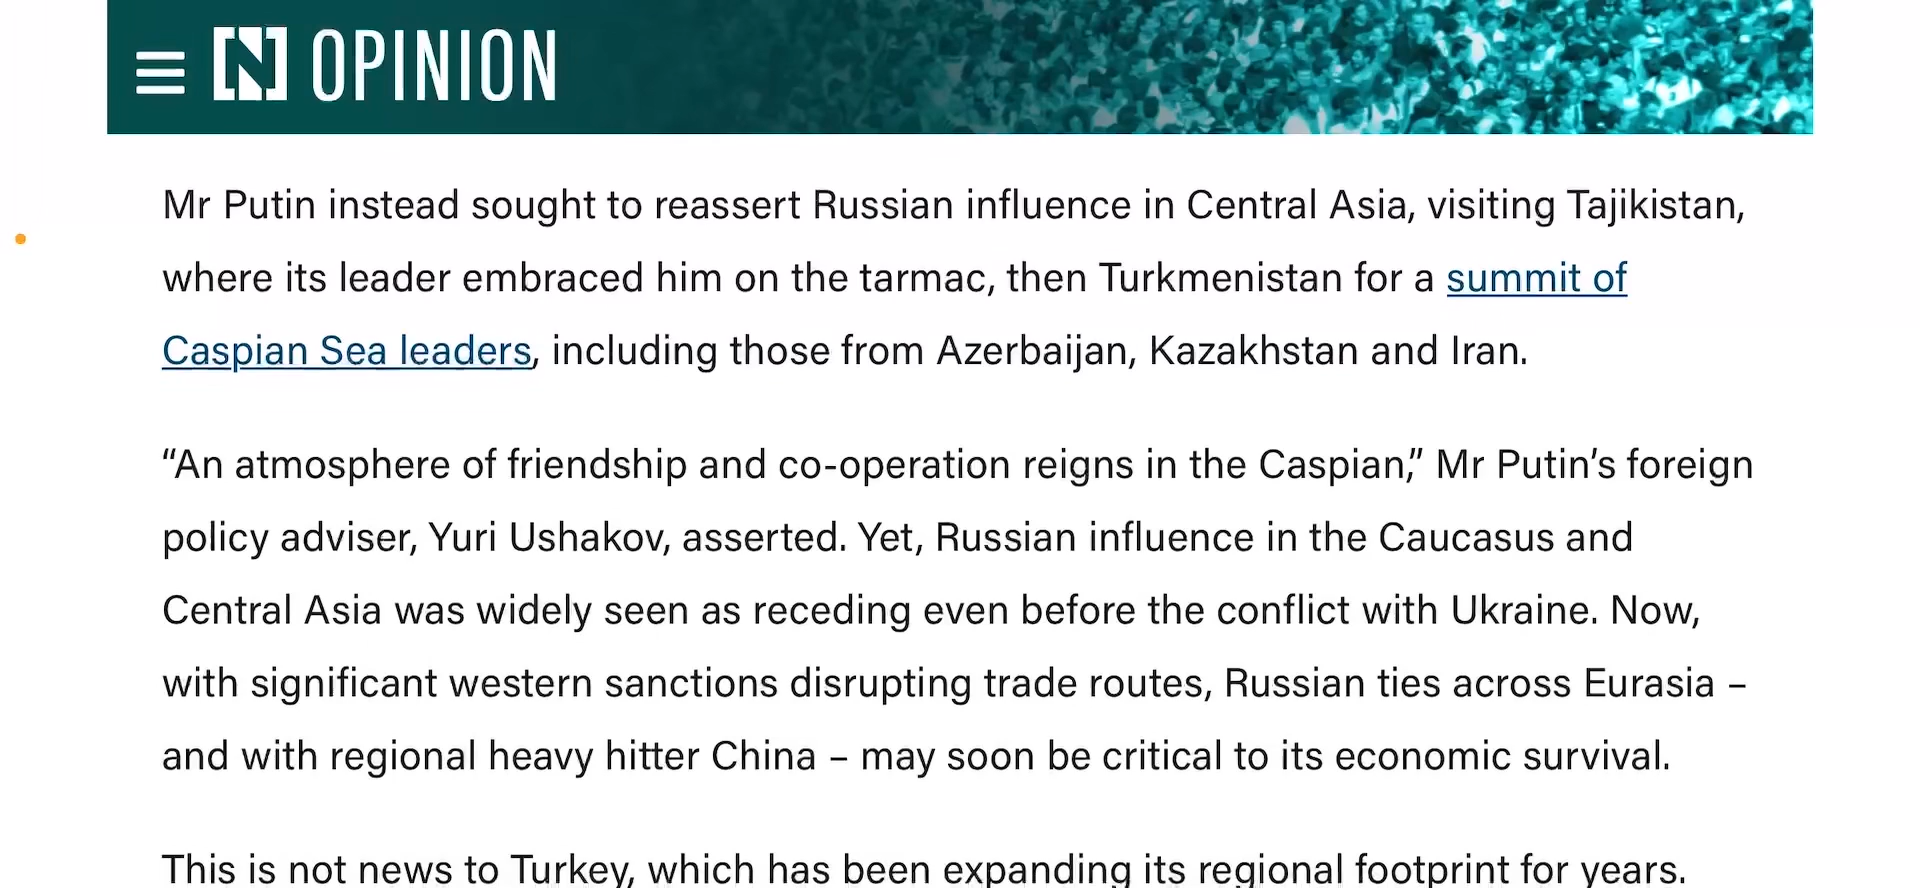 N OPINION
Mr Putin instead sought to reassert Russian influence in Central Asia, visiting Tajikistan,
where its leader embraced him on the tarmac, then Turkmenistan for a summit of
Caspian Sea leaders, including those from Azerbaijan, Kazakhstan and Iran.
“An atmosphere of friendship and co-operation reigns in the Caspian,” Mr Putin’s foreign
policy adviser, Yuri Ushakov, asserted. Yet, Russian influence in the Caucasus and
Central Asia was widely seen as receding even before the conflict with Ukraine. Now,
with significant western sanctions disrupting trade routes, Russian ties across Eurasia –
and with regional heavy hitter China – may soon be critical to its economic survival.
This is not news to Turkey, which has been expanding its regional footprint for years.